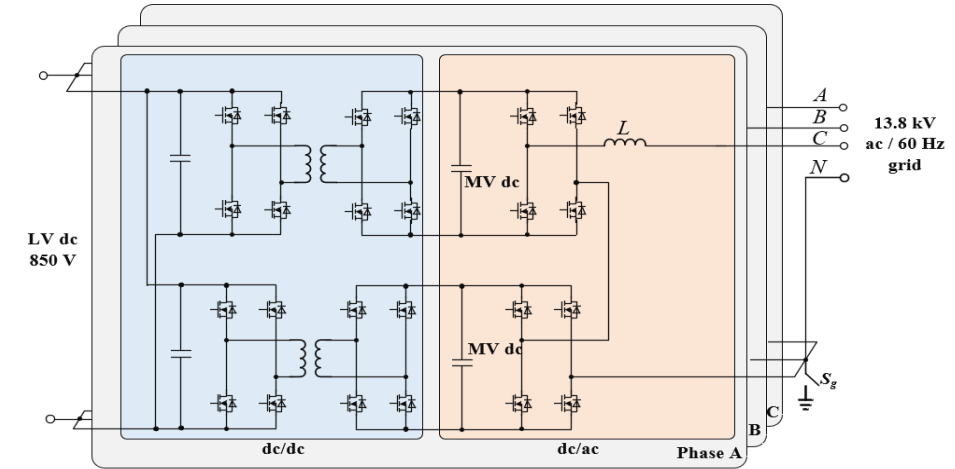 A
B
C
N
13.8 kV
ac / 60 Hz
grid
L
MV dc
LV dc
850 V
MV dc
Sg
C
B
dc/dc
dc/ac
Phase A